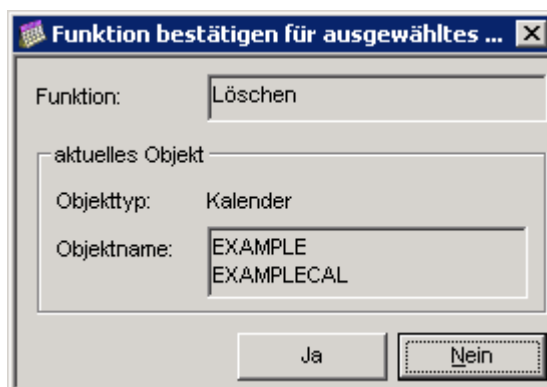 Funktion bestätigen für ausgewähltes ...
Funktion: Löschen
aktuelles Objekt
Objekttyp: Kalender
Objektname: EXAMPLE
EXAMPLECAL
Ja Nein